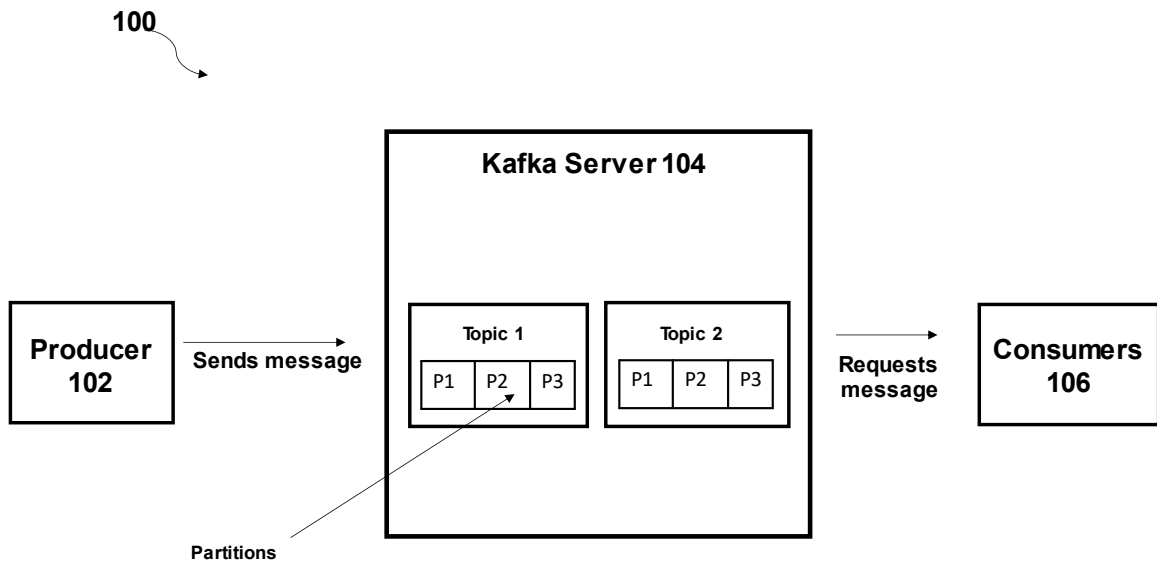 100
Kafka Server 104
Producer
102
Sends message
Topic 1
P1 P2 P3
Topic 2
P1 P2 P3
Requests
message
Consumers
106
Partitions